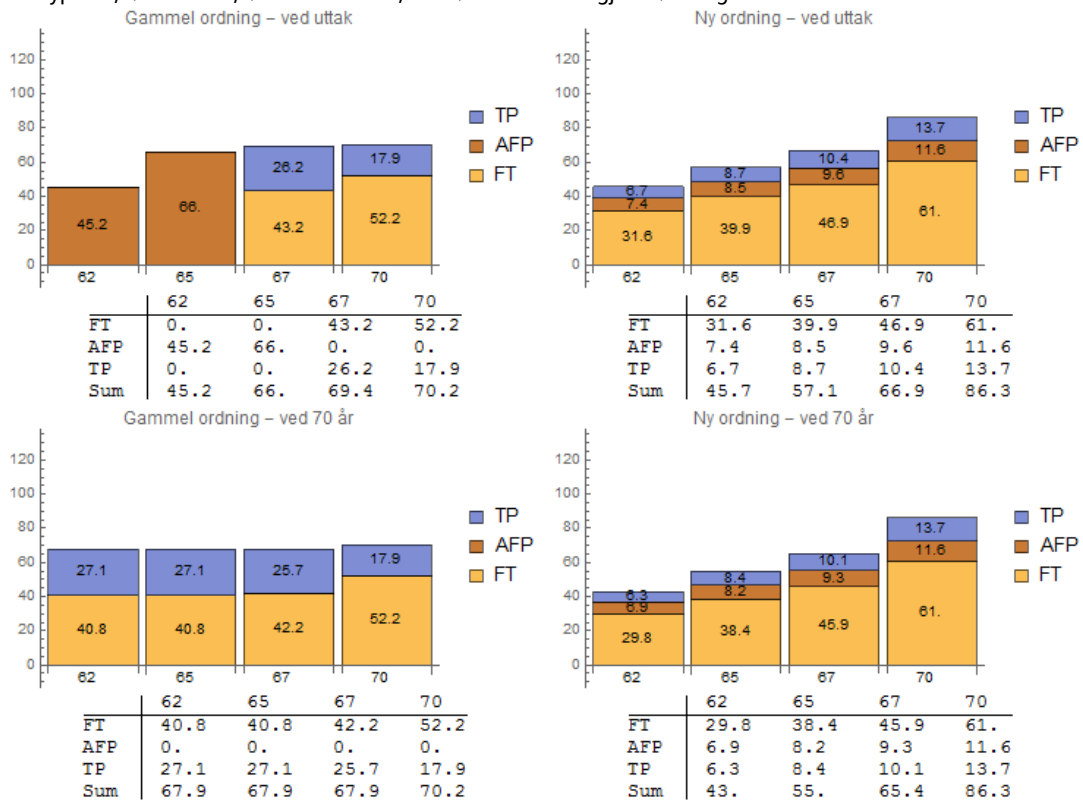 Gammel ordning – ved uttak
120
100
80
60
40
20
0
26.2
17.9
45.2
66.
43.2
52.2
62
65
67
70
TP
AFP
FT
62 65 67 70
FT 0. 0. 43.2 52.2
AFP 45.2 66. 0. 0.
TP 0. 0. 26.2 17.9
Sum 45.2 66. 69.4 70.2
Ny ordning – ved uttak
120
100
80
60
40
20
0
6.7
8.7
10.4
13.7
7.4
8.5
9.6
11.6
31.6
39.9
46.9
61.
62
65
67
70
TP
AFP
FT
62 65 67 70
FT 31.6 39.9 46.9 61.
AFP 7.4 8.5 9.6 11.6
TP 6.7 8.7 10.4 13.7
Sum 45.7 57.1 66.9 86.3
Gammel ordning – ved 70 år
120
100
80
60
40
20
0
27.1
27.1
25.7
17.9
40.8
40.8
42.2
52.2
62
65
67
70
TP
AFP
FT
62 65 67 70
FT 40.8 40.8 42.2 52.2
AFP 0. 0. 0. 0.
TP 27.1 27.1 25.7 17.9
Sum 67.9 67.9 67.9 70.2
Ny ordning – ved 70 år
120
100
80
60
40
20
0
6.3
8.4
10.1
13.7
6.9
8.2
9.3
11.6
29.8
38.4
45.9
61.
62
65
67
70
TP
AFP
FT
62 65 67 70
FT 29.8 38.4 45.9 61.
AFP 6.9 8.2 9.3 11.6
TP 6.3 8.4 10.1 13.7
Sum 43. 55. 65.4 86.3